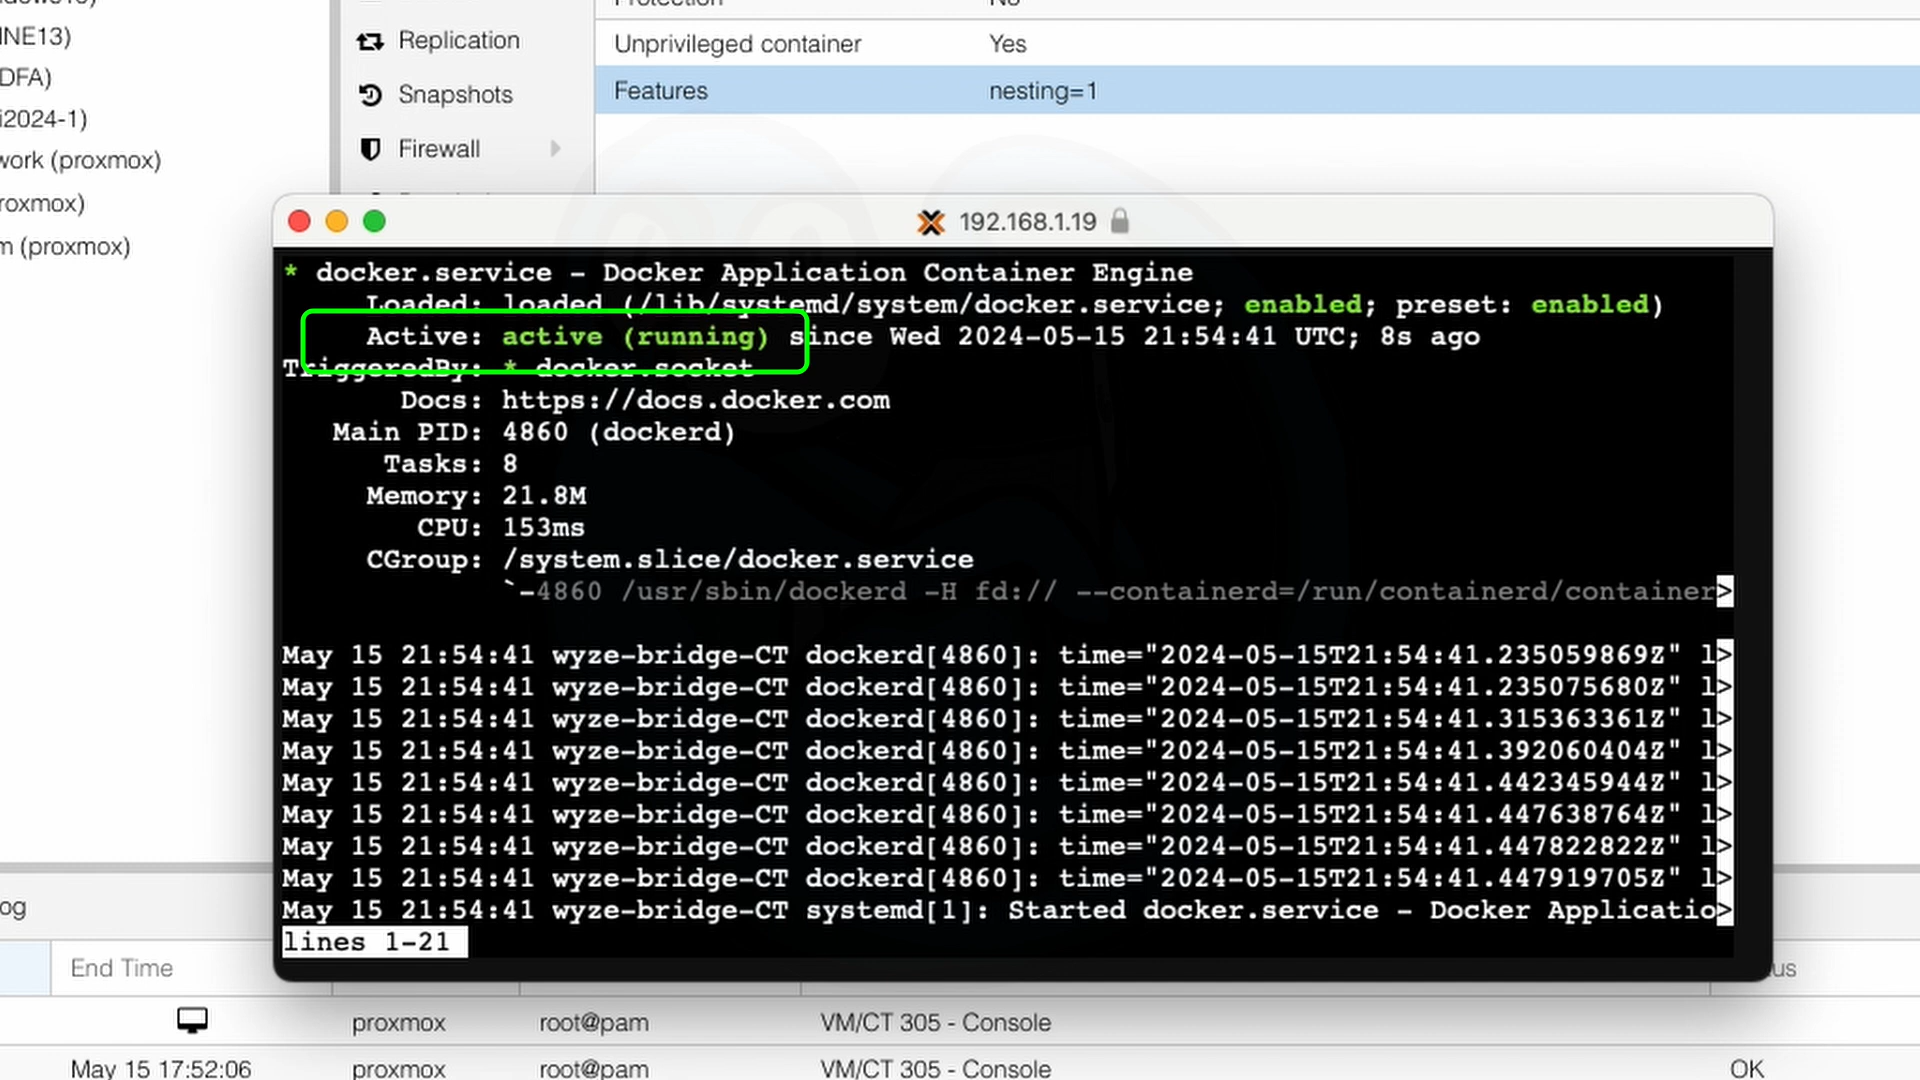 INE13)
DFA)
i2024-1)
work (proxmox)
roxmox)
m (proxmox)
Replication
Snapshots
Firewall
Protection No
Unprivileged container Yes
Features nesting=1
192.168.1.19
* docker.service - Docker Application Container Engine
Loaded: loaded (/lib/systemd/system/docker.service; enabled; preset: enabled)
Active: active (running) since Wed 2024-05-15 21:54:41 UTC; 8s ago
TriggeredBy: * docker.socket
Docs: https://docs.docker.com
Main PID: 4860 (dockerd)
Tasks: 8
Memory: 21.8M
CPU: 153ms
CGroup: /system.slice/docker.service
`-4860 /usr/sbin/dockerd -H fd:// --containerd=/run/containerd/container>
May 15 21:54:41 wyze-bridge-CT dockerd[4860]: time="2024-05-15T21:54:41.235059869Z" l>
May 15 21:54:41 wyze-bridge-CT dockerd[4860]: time="2024-05-15T21:54:41.235075680Z" l>
May 15 21:54:41 wyze-bridge-CT dockerd[4860]: time="2024-05-15T21:54:41.315363361Z" l>
May 15 21:54:41 wyze-bridge-CT dockerd[4860]: time="2024-05-15T21:54:41.392060404Z" l>
May 15 21:54:41 wyze-bridge-CT dockerd[4860]: time="2024-05-15T21:54:41.442345944Z" l>
May 15 21:54:41 wyze-bridge-CT dockerd[4860]: time="2024-05-15T21:54:41.447638764Z" l>
May 15 21:54:41 wyze-bridge-CT dockerd[4860]: time="2024-05-15T21:54:41.447822822Z" l>
May 15 21:54:41 wyze-bridge-CT dockerd[4860]: time="2024-05-15T21:54:41.447919705Z" l>
May 15 21:54:41 wyze-bridge-CT systemd[1]: Started docker.service - Docker Applicatio>
lines 1-21
og
End Time us
proxmox root@pam VM/CT 305 - Console
May 15 17:52:06 proxmox root@pam VM/CT 305 - Console OK